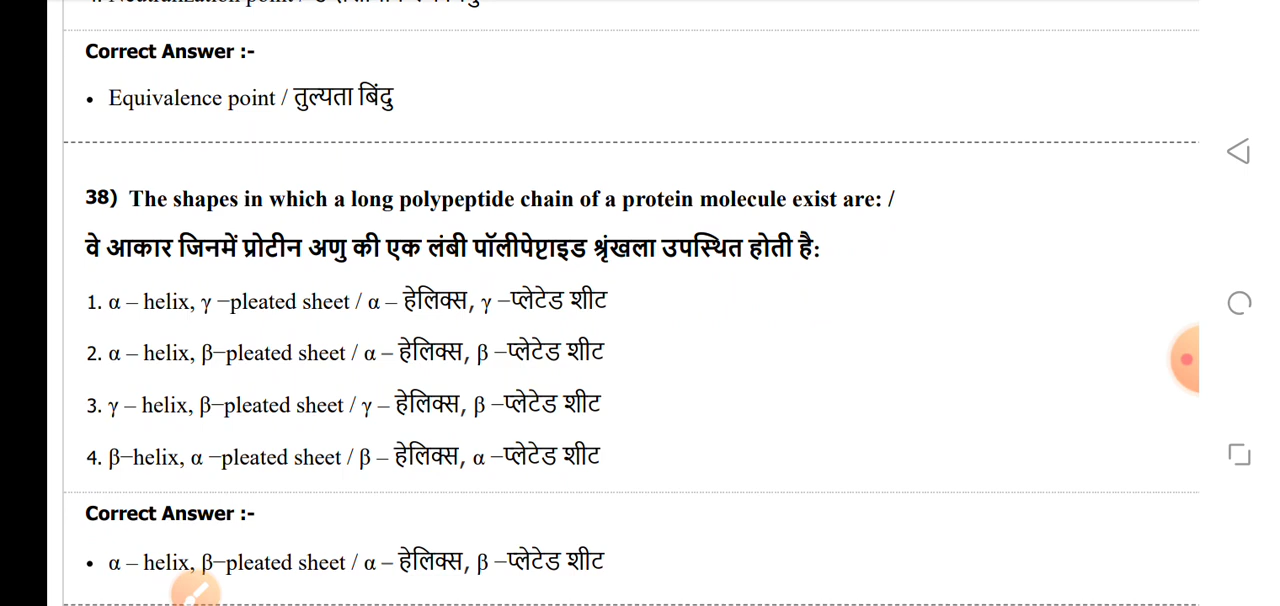 Correct Answer :-
• Equivalence point / तुल्यता बिंदु
38) The shapes in which a long polypeptide chain of a protein molecule exist are: /
वे आकार जिनमें प्रोटीन अणु की एक लंबी पॉलीपेप्टाइड श्रृंखला उपस्थित होती है:
1. α – helix, γ –pleated sheet / α – हेलिक्स, γ –प्लेटेड शीट
2. α – helix, β–pleated sheet / α – हेलिक्स, β –प्लेटेड शीट
3. γ – helix, β–pleated sheet / γ – हेलिक्स, β –प्लेटेड शीट
4. β–helix, α –pleated sheet / β – हेलिक्स, α –प्लेटेड शीट
Correct Answer :-
• α – helix, β–pleated sheet / α – हेलिक्स, β –प्लेटेड शीट